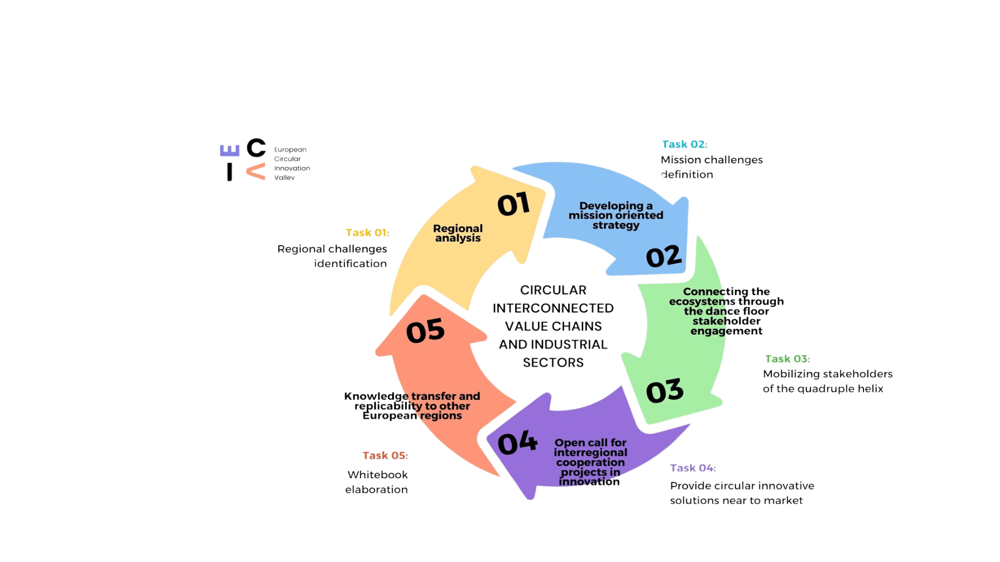 E C
I V
European
Circular
Innovation
Valley
Task 01:
Regional challenges
identification
01
Regional
analysis
Task 02:
Mission challenges
definition
Developing a
mission oriented
strategy
02
Connecting the
ecosystems through
the dance floor
stakeholder
engagement
03
Task 03:
Mobilizing stakeholders
of the quadruple helix
04
Open call for
interregional
cooperation
projects in
innovation
Task 04:
Provide circular innovative
solutions near to market
05
Knowledge transfer and
replicability to other
European regions
Task 05:
Whitebook
elaboration
CIRCULAR
INTERCONNECTED
VALUE CHAINS
AND INDUSTRIAL
SECTORS